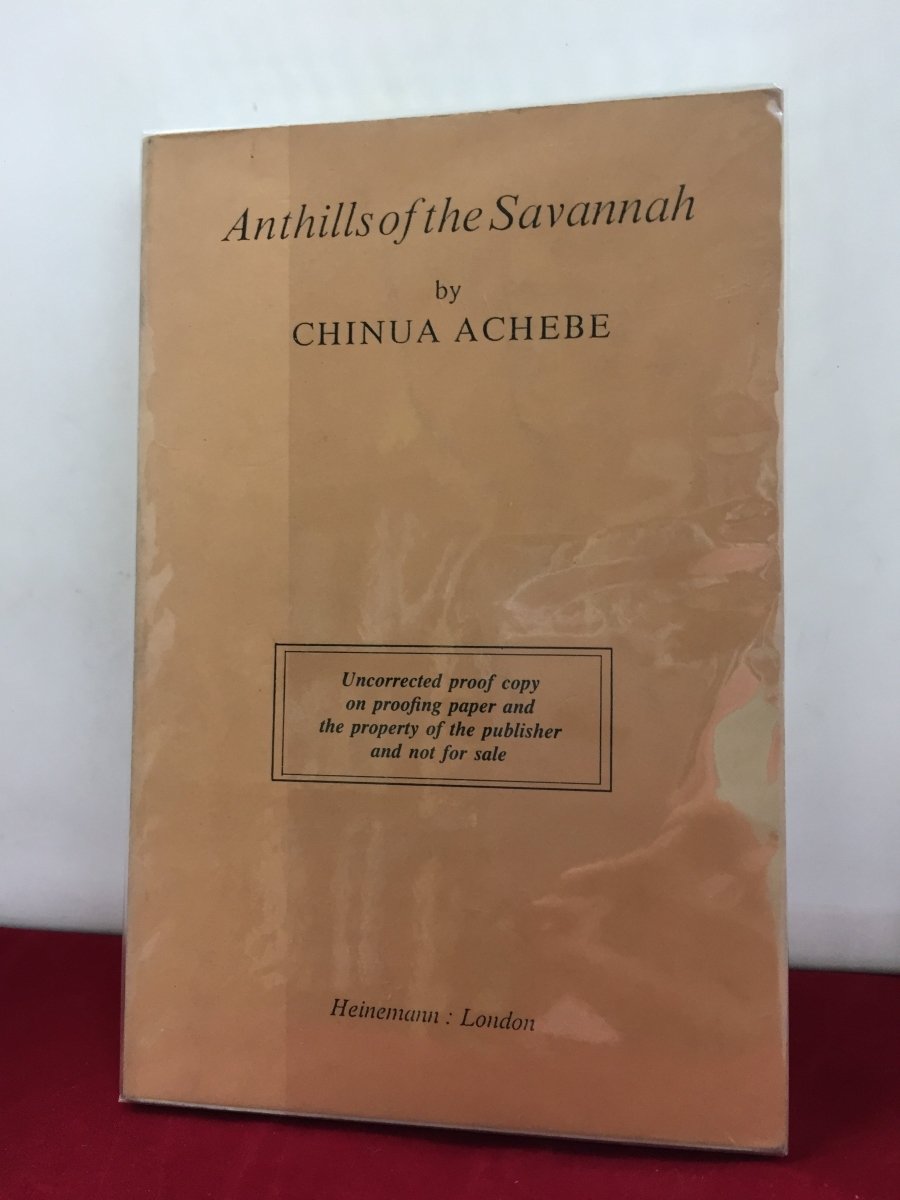 Anthills of the Savannah
by
CHINUA ACHEBE
Uncorrected proof copy
on proofing paper and
the property of the publisher
and not for sale
Heinemann : London